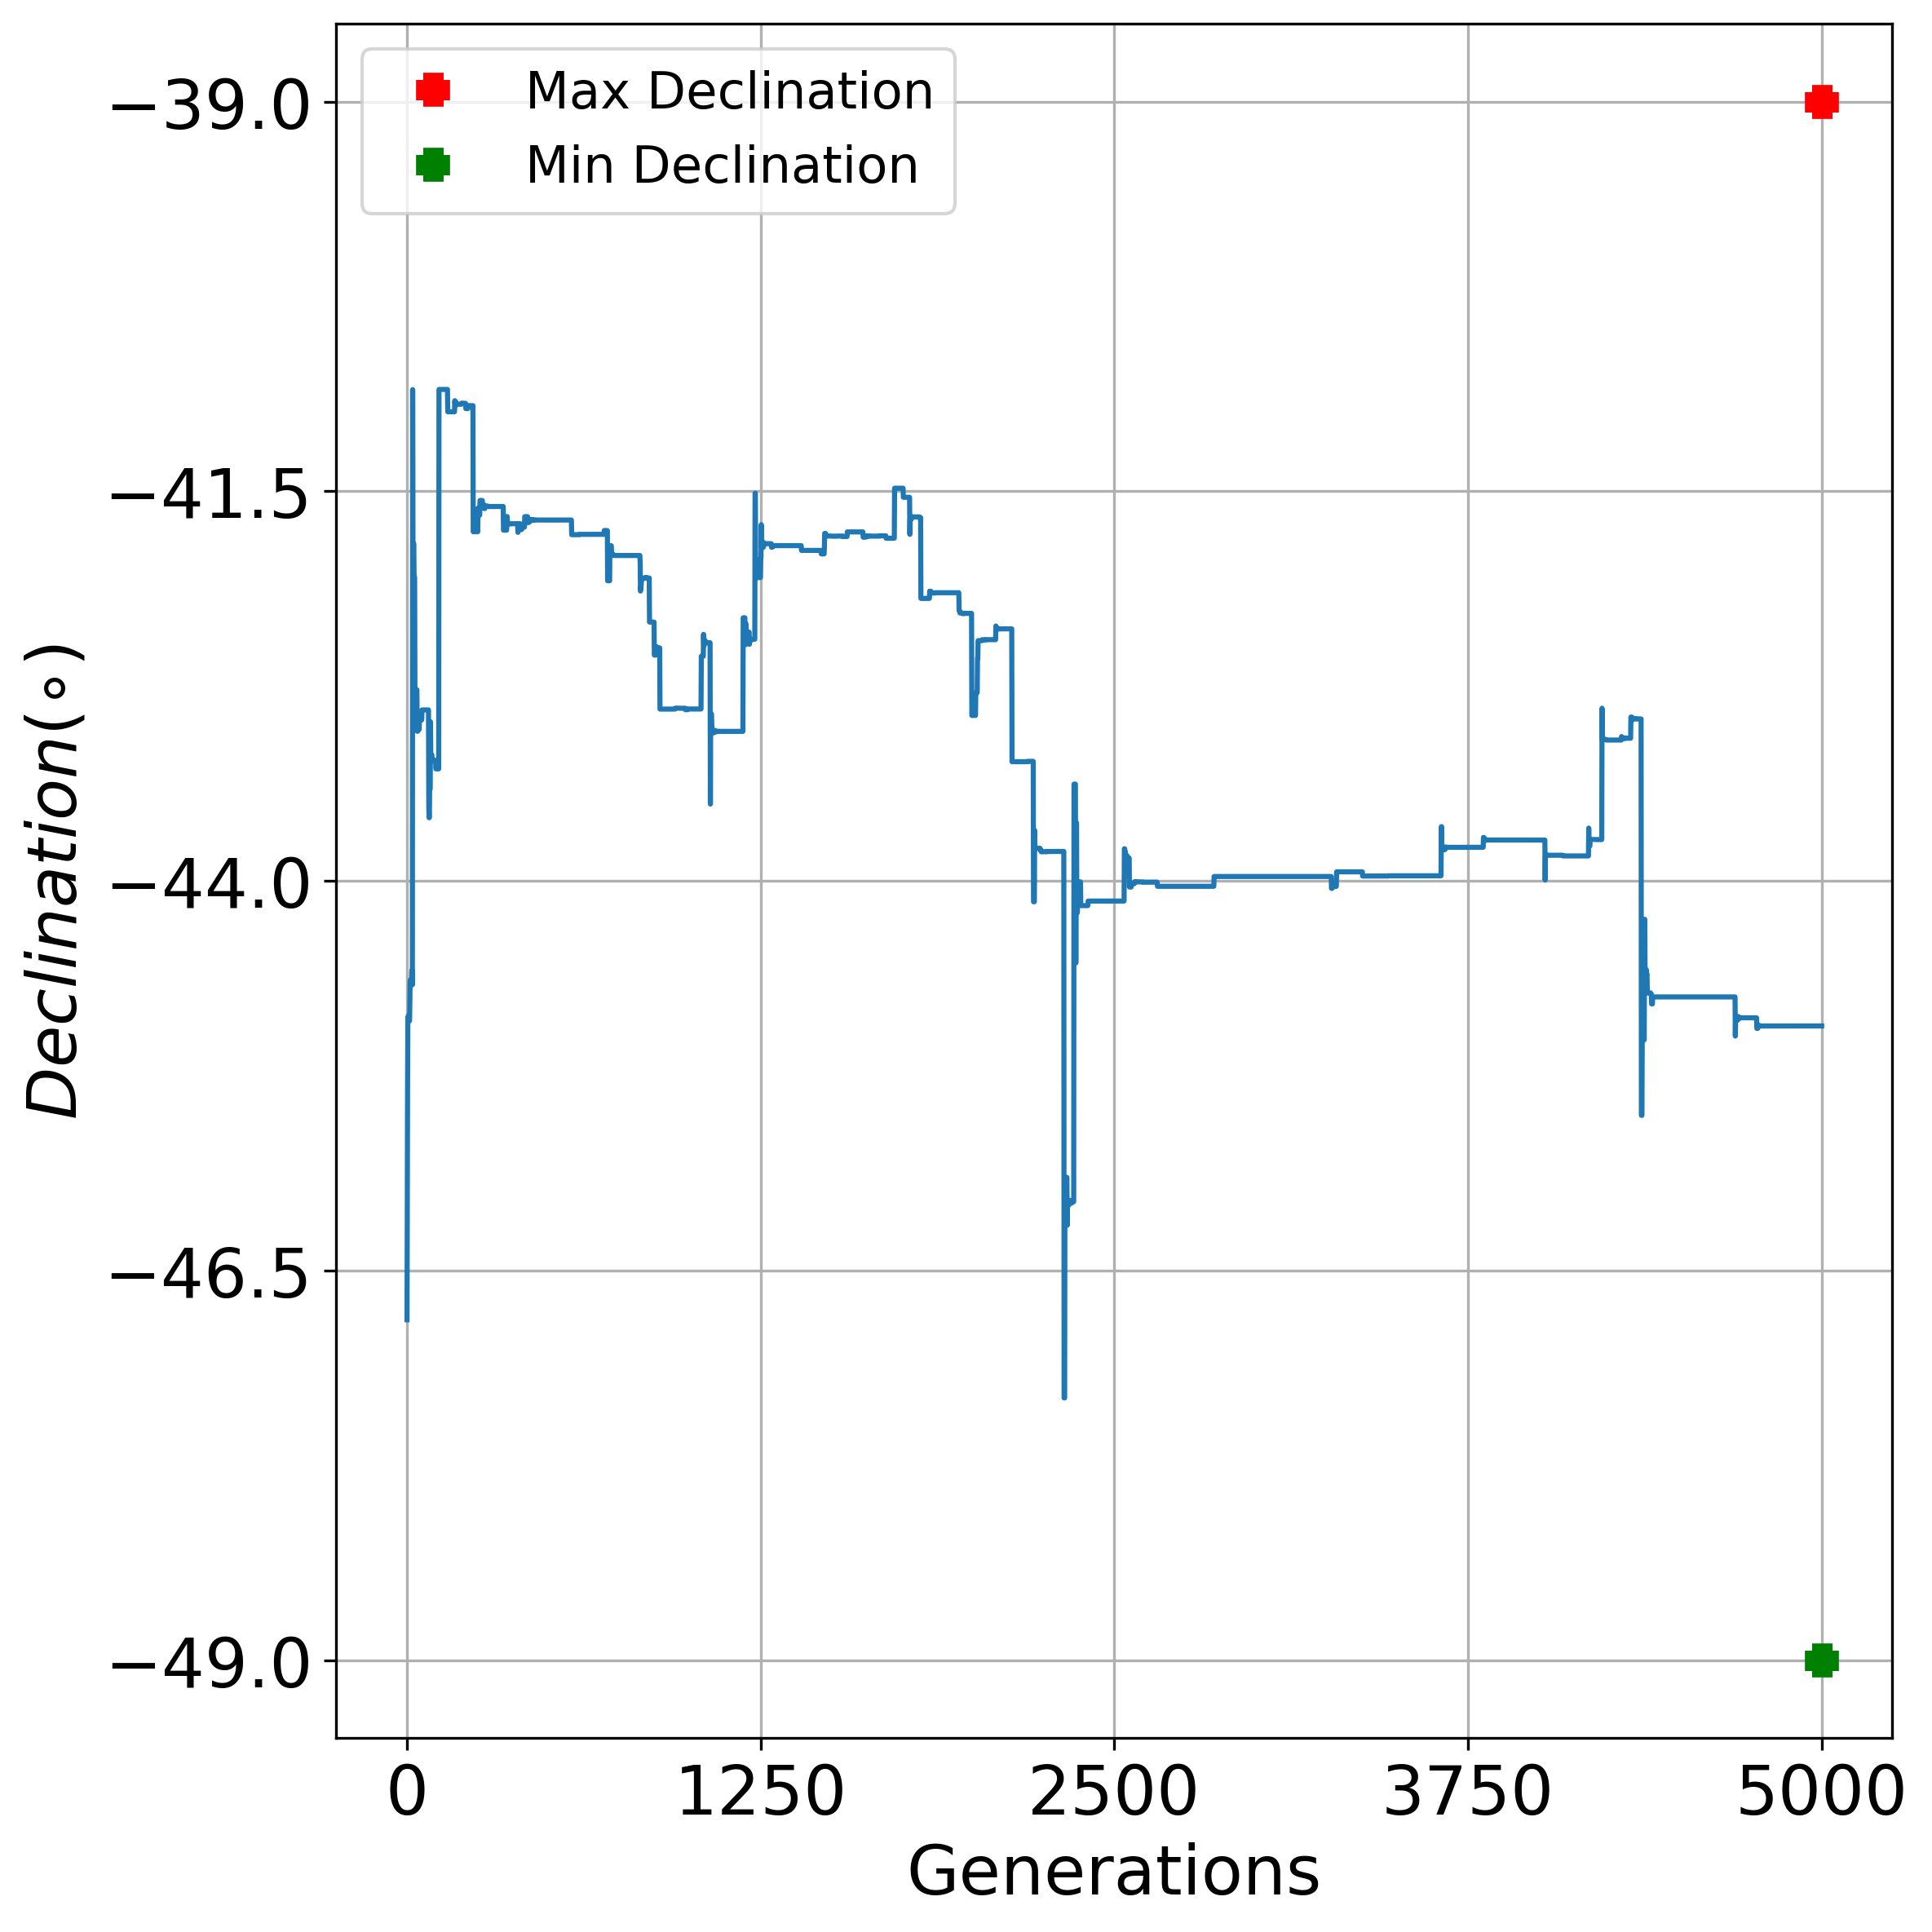 Max Declination
Min Declination
−39.0
−41.5
−44.0
−46.5
−49.0
Declination(∘)
0 1250 2500 3750 5000
Generations